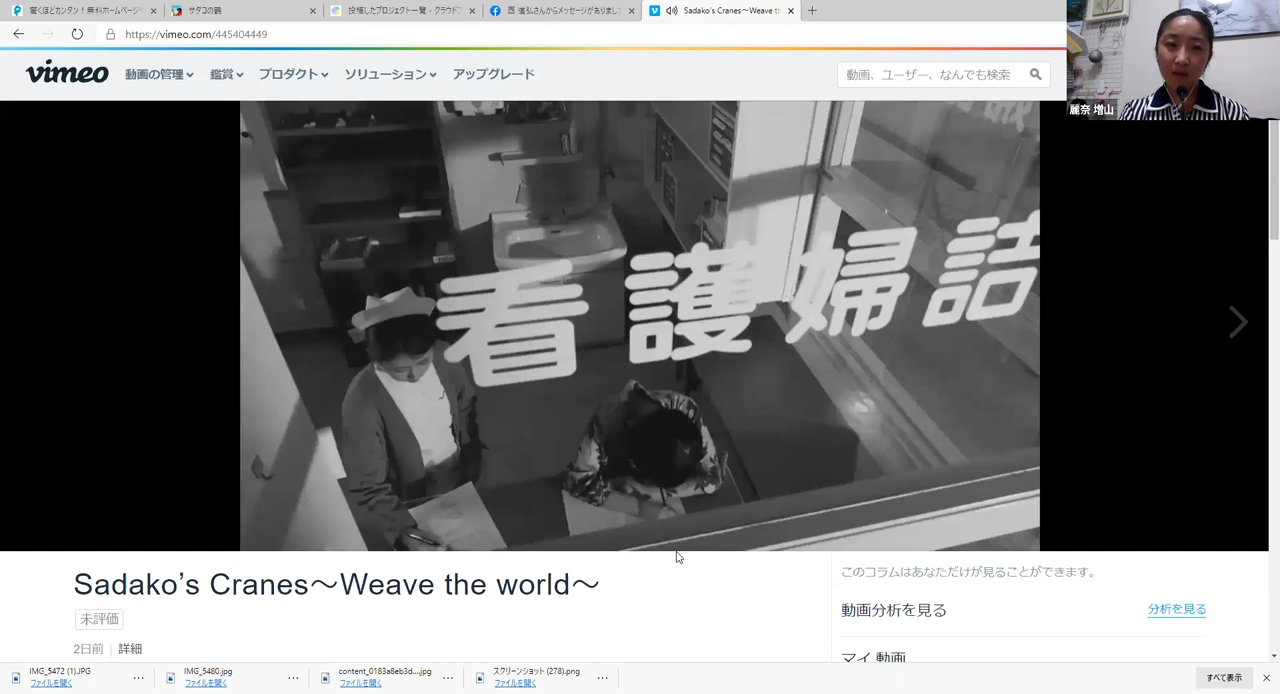 驚くほどカンタン！無料ホームページ
サダコの鶴
投稿したプロジェクト一覧 - クラウドフ
西 道弘さんからメッセージがありました
Sadako's Cranes〜Weave th
https://vimeo.com/445404449
vimeo
動画の管理
鑑賞
プロダクト
ソリューション
アップグレード
動画、ユーザー、なんでも検索
麗奈 増山
看護婦詰
Sadako's Cranes〜Weave the world〜
未評価
2日前 | 詳細
このコラムはあなただけが見ることができます。
動画分析を見る
分析を見る
マイ 動画
IMG_5472 (1).JPG
ファイルを開く
IMG_5480.jpg
ファイルを開く
content_0183a8eb3d....jpg
ファイルを開く
スクリーンショット (278).png
ファイルを開く
すべて表示